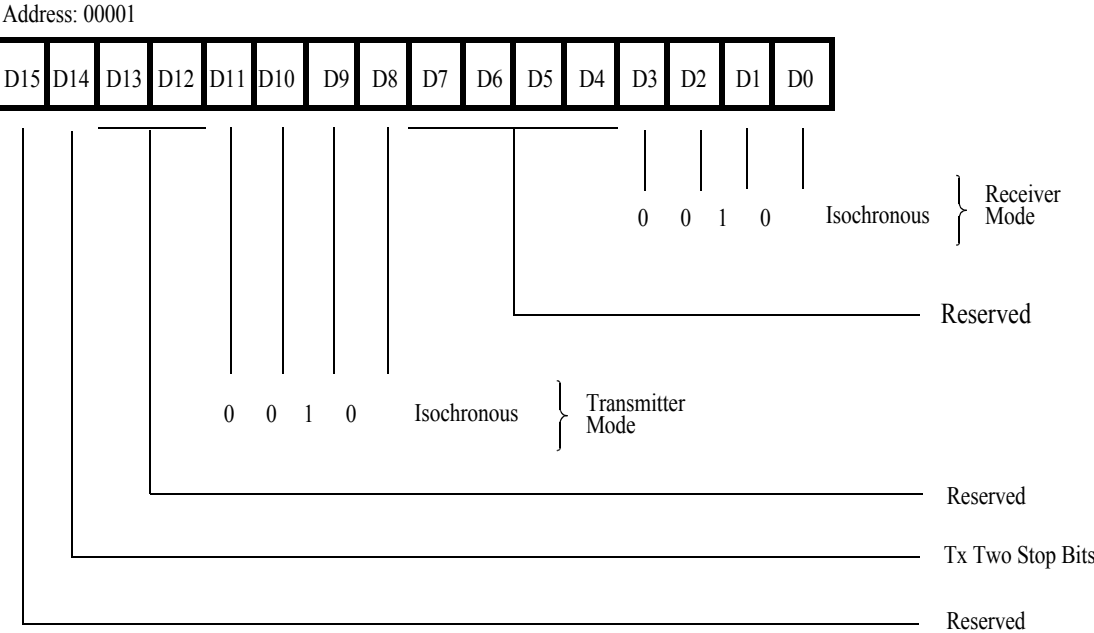 Address: 00001
D15 D14 D13 D12 D11 D10 D9 D8 D7 D6 D5 D4 D3 D2 D1 D0
0 0 1 0 Isochronous
Receiver
Mode
Reserved
0 0 1 0 Isochronous
Transmitter
Mode
Reserved
Tx Two Stop Bits
Reserved